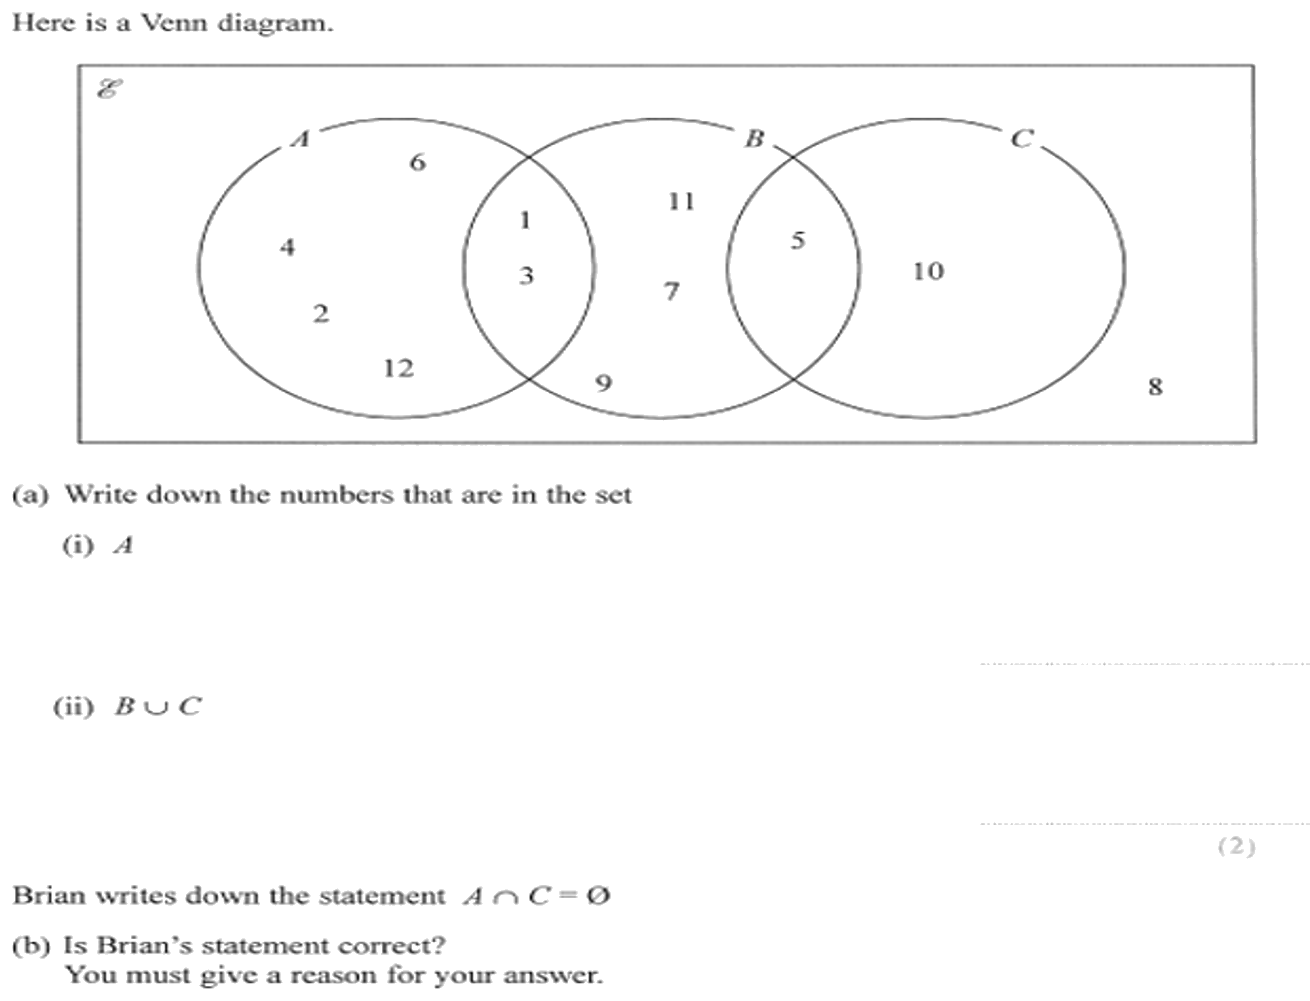 Here is a Venn diagram.
ℰ
A
B
C
6
11
1
5
4
3
10
7
2
12
9
8
(a) Write down the numbers that are in the set
(i) A
(ii) B ∪ C
(2)
Brian writes down the statement A ∩ C = Ø
(b) Is Brian's statement correct?
You must give a reason for your answer.